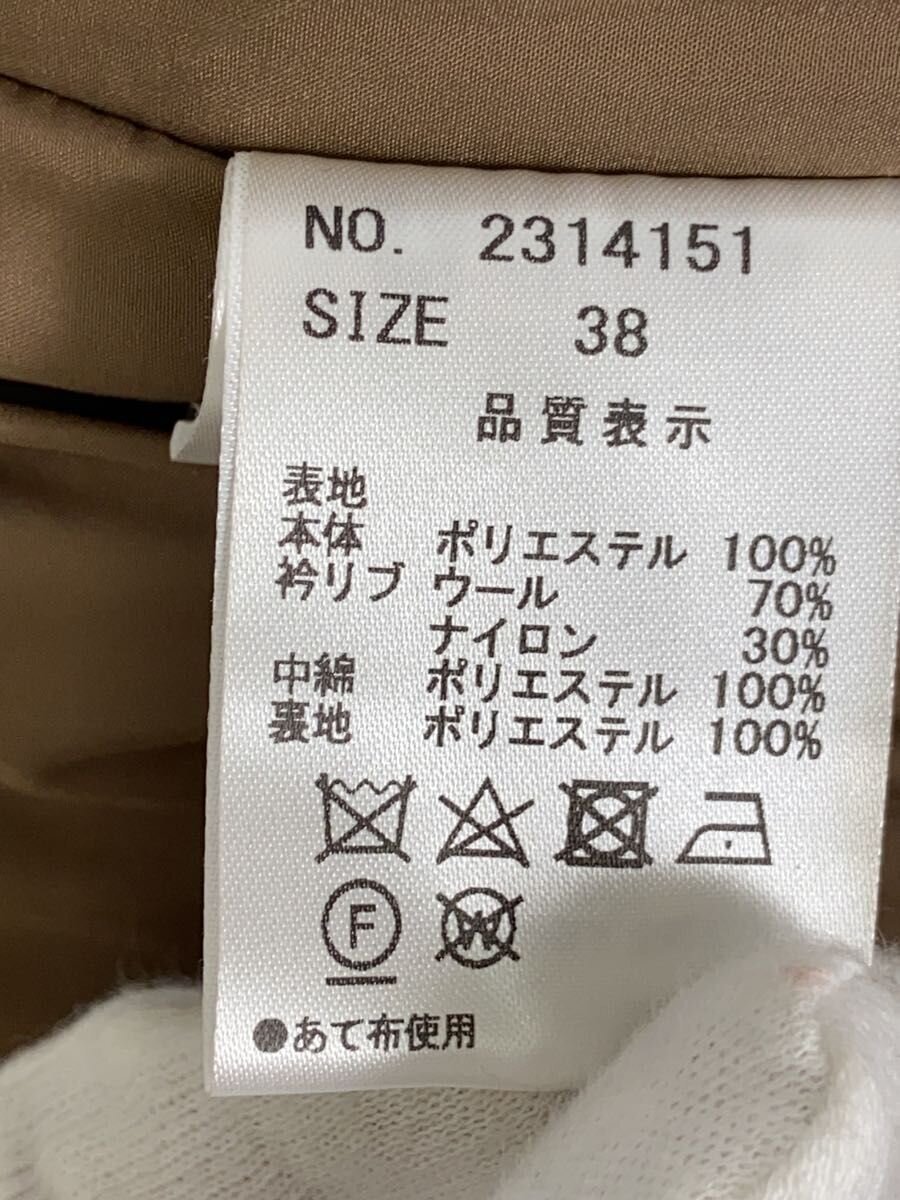 NO. 2314151
SIZE 38
品質表示
表地
本体 ポリエステル 100%
衿リブ ウール 70%
ナイロン 30%
中綿 ポリエステル 100%
裏地 ポリエステル 100%
F W
●あて布使用